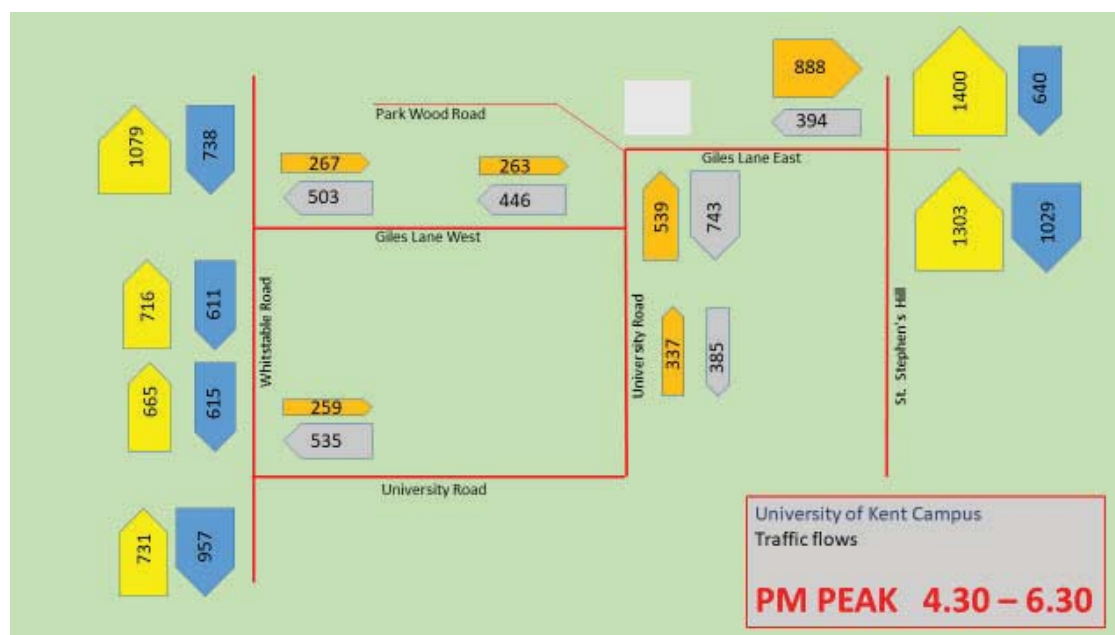 888
1400
640
Park Wood Road
394
1079
738
267
263
Giles Lane East
503
446
539
743
1303
1029
Giles Lane West
716
611
Whitstable Road
University Road
337
385
St. Stephen's Hill
665
615
259
535
University Road
731
957
University of Kent Campus
Traffic flows
PM PEAK 4.30 – 6.30